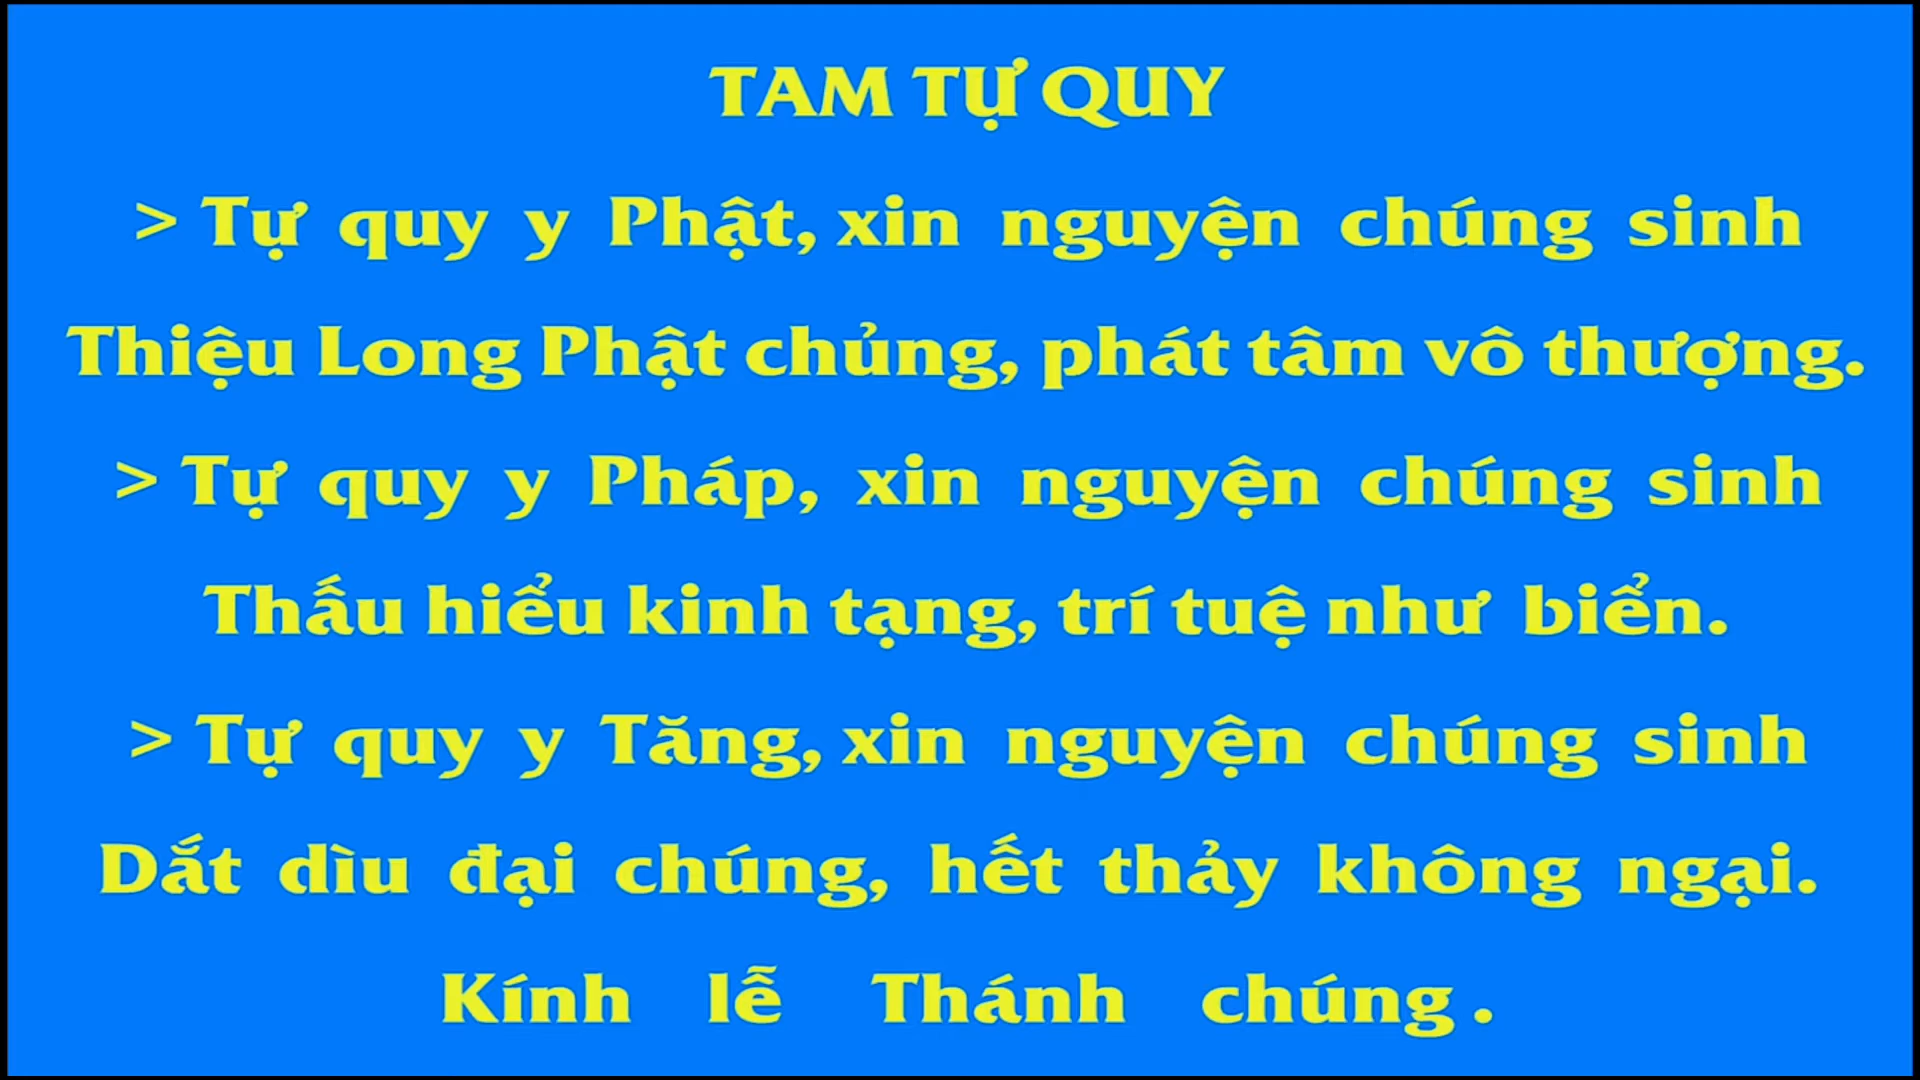 TAM TỰ QUY
> Tự quy y Phật, xin nguyện chúng sinh
Thiệu Long Phật chủng, phát tâm vô thượng.
> Tự quy y Pháp, xin nguyện chúng sinh
Thấu hiểu kinh tạng, trí tuệ như biển.
> Tự quy y Tăng, xin nguyện chúng sinh
Dắt dìu đại chúng, hết thảy không ngại.
Kính lễ Thánh chúng .